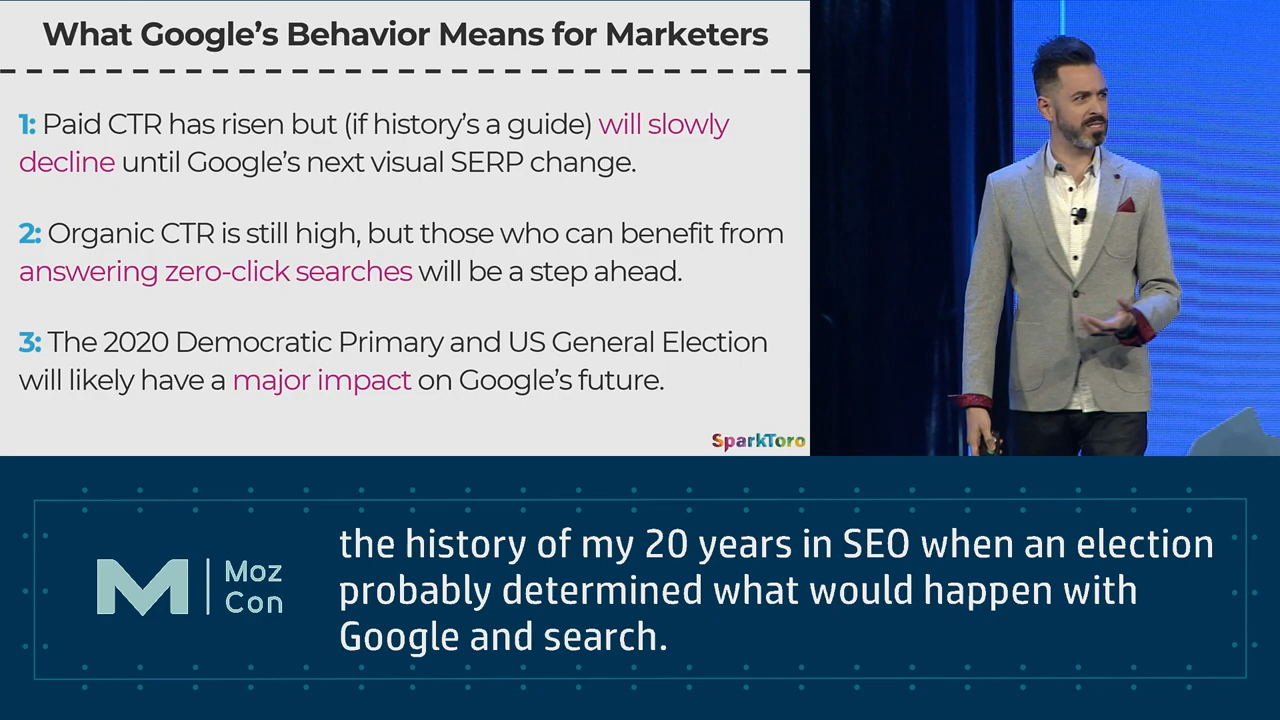 What Google’s Behavior Means for Marketers
1: Paid CTR has risen but (if history’s a guide) will slowly
decline until Google’s next visual SERP change.
2: Organic CTR is still high, but those who can benefit from
answering zero-click searches will be a step ahead.
3: The 2020 Democratic Primary and US General Election
will likely have a major impact on Google’s future.
SparkToro
M
Moz
Con
the history of my 20 years in SEO when an election
probably determined what would happen with
Google and search.